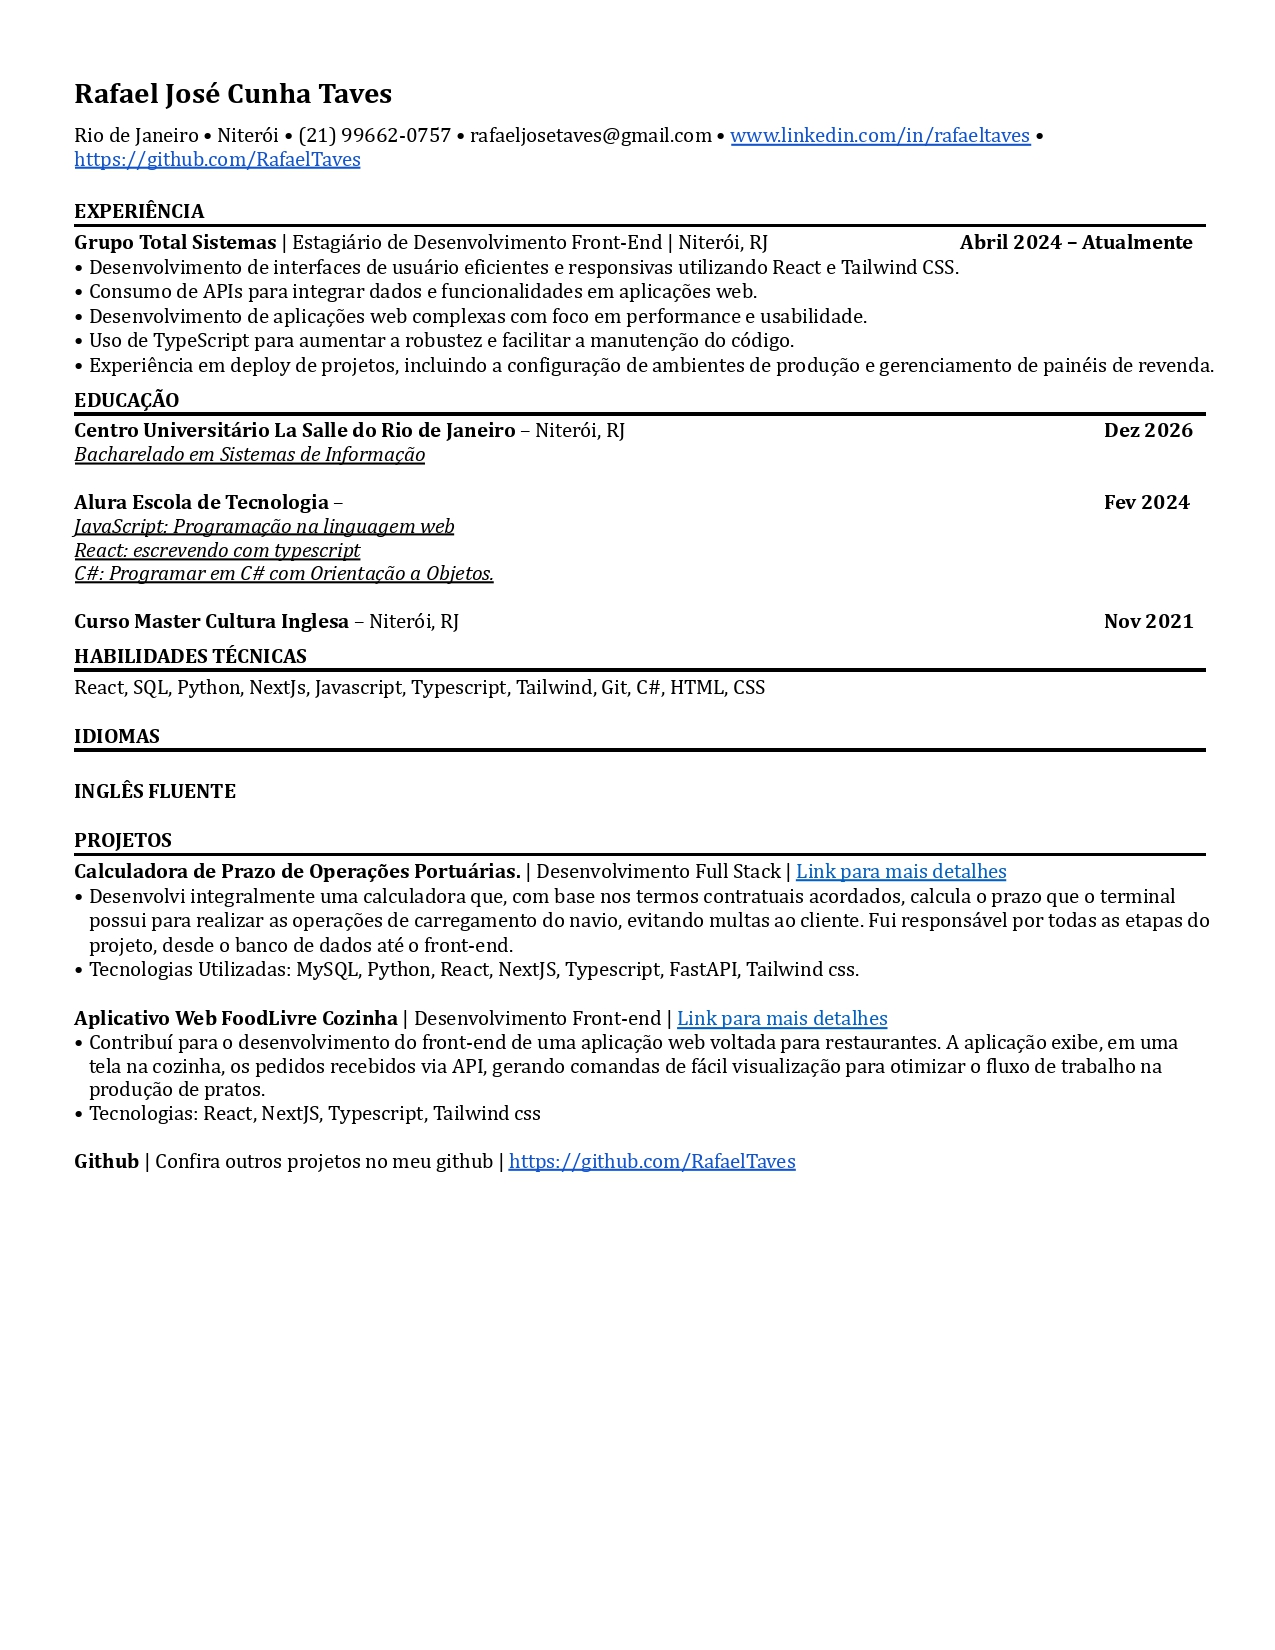 Rafael José Cunha Taves
Rio de Janeiro • Niterói • (21) 99662-0757 • rafaeljosetaves@gmail.com • www.linkedin.com/in/rafaeltaves •
https://github.com/RafaelTaves
EXPERIÊNCIA
Grupo Total Sistemas | Estagiário de Desenvolvimento Front-End | Niterói, RJ Abril 2024 – Atualmente
• Desenvolvimento de interfaces de usuário eficientes e responsivas utilizando React e Tailwind CSS.
• Consumo de APIs para integrar dados e funcionalidades em aplicações web.
• Desenvolvimento de aplicações web complexas com foco em performance e usabilidade.
• Uso de TypeScript para aumentar a robustez e facilitar a manutenção do código.
• Experiência em deploy de projetos, incluindo a configuração de ambientes de produção e gerenciamento de painéis de revenda.
EDUCAÇÃO
Centro Universitário La Salle do Rio de Janeiro – Niterói, RJ Dez 2026
Bacharelado em Sistemas de Informação
Alura Escola de Tecnologia – Fev 2024
JavaScript: Programação na linguagem web
React: escrevendo com typescript
C#: Programar em C# com Orientação a Objetos.
Curso Master Cultura Inglesa – Niterói, RJ Nov 2021
HABILIDADES TÉCNICAS
React, SQL, Python, NextJs, Javascript, Typescript, Tailwind, Git, C#, HTML, CSS
IDIOMAS
INGLÊS FLUENTE
PROJETOS
Calculadora de Prazo de Operações Portuárias. | Desenvolvimento Full Stack | Link para mais detalhes
• Desenvolvi integralmente uma calculadora que, com base nos termos contratuais acordados, calcula o prazo que o terminal
possui para realizar as operações de carregamento do navio, evitando multas ao cliente. Fui responsável por todas as etapas do
projeto, desde o banco de dados até o front-end.
• Tecnologias Utilizadas: MySQL, Python, React, NextJS, Typescript, FastAPI, Tailwind css.
Aplicativo Web FoodLivre Cozinha | Desenvolvimento Front-end | Link para mais detalhes
• Contribuí para o desenvolvimento do front-end de uma aplicação web voltada para restaurantes. A aplicação exibe, em uma
tela na cozinha, os pedidos recebidos via API, gerando comandas de fácil visualização para otimizar o fluxo de trabalho na
produção de pratos.
• Tecnologias: React, NextJS, Typescript, Tailwind css
Github | Confira outros projetos no meu github | https://github.com/RafaelTaves